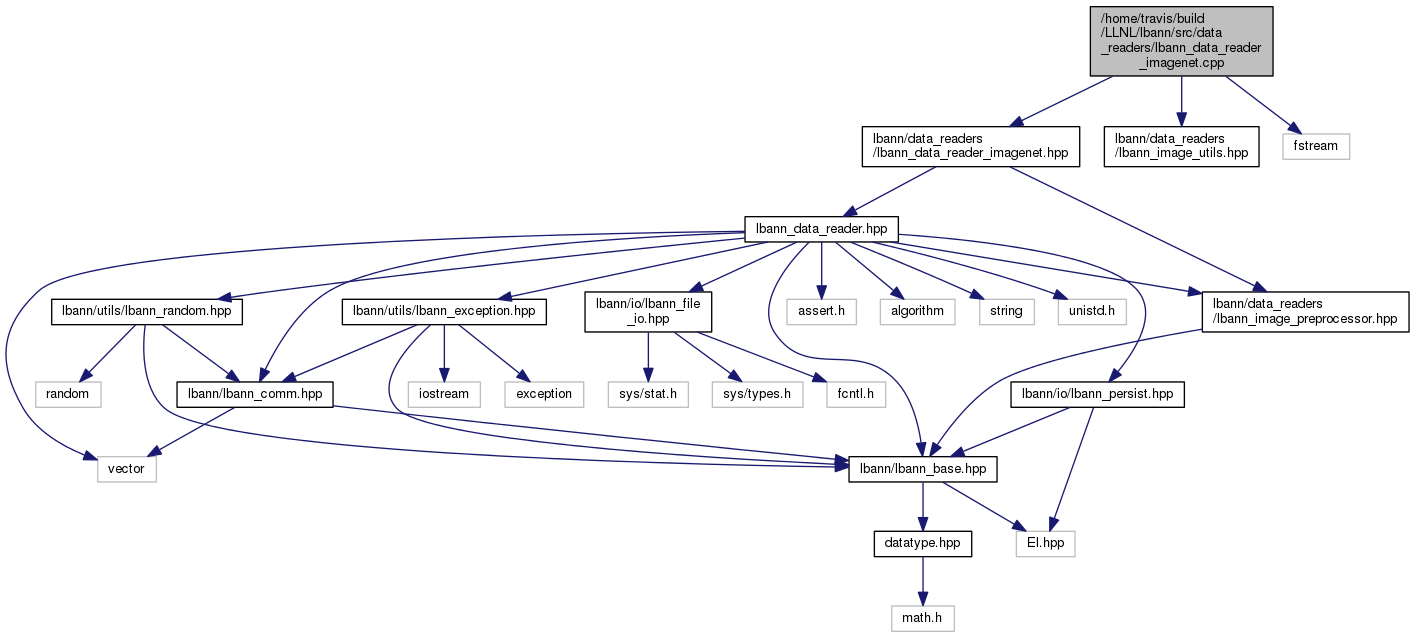 /home/travis/build
/LLNL/lbann/src/data
_readers/lbann_data_reader
_imagenet.cpp
lbann/data_readers
/lbann_data_reader_imagenet.hpp
lbann/data_readers
/lbann_image_utils.hpp
fstream
lbann_data_reader.hpp
lbann/utils/lbann_random.hpp
lbann/utils/lbann_exception.hpp
lbann/io/lbann_file
_io.hpp
assert.h
algorithm
string
unistd.h
lbann/data_readers
/lbann_image_preprocessor.hpp
random
lbann/lbann_comm.hpp
iostream
exception
sys/stat.h
sys/types.h
fcntl.h
lbann/io/lbann_persist.hpp
vector
lbann/lbann_base.hpp
datatype.hpp
El.hpp
math.h